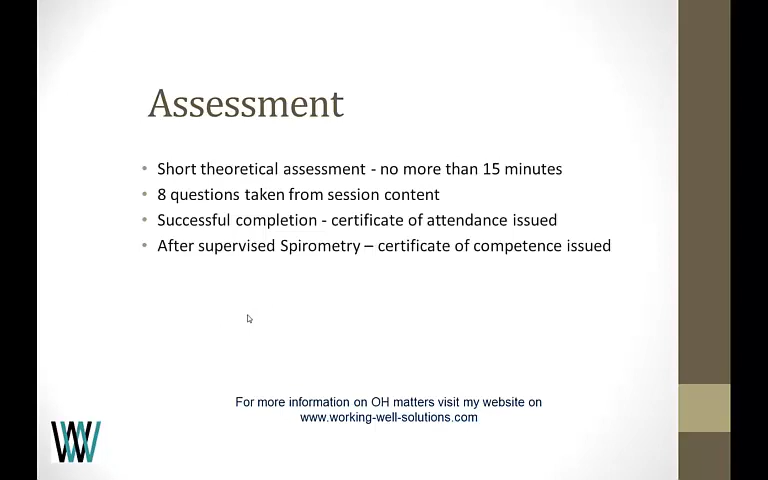 Assessment
• Short theoretical assessment - no more than 15 minutes
• 8 questions taken from session content
• Successful completion - certificate of attendance issued
• After supervised Spirometry – certificate of competence issued
For more information on OH matters visit my website on
www.working-well-solutions.com
WW